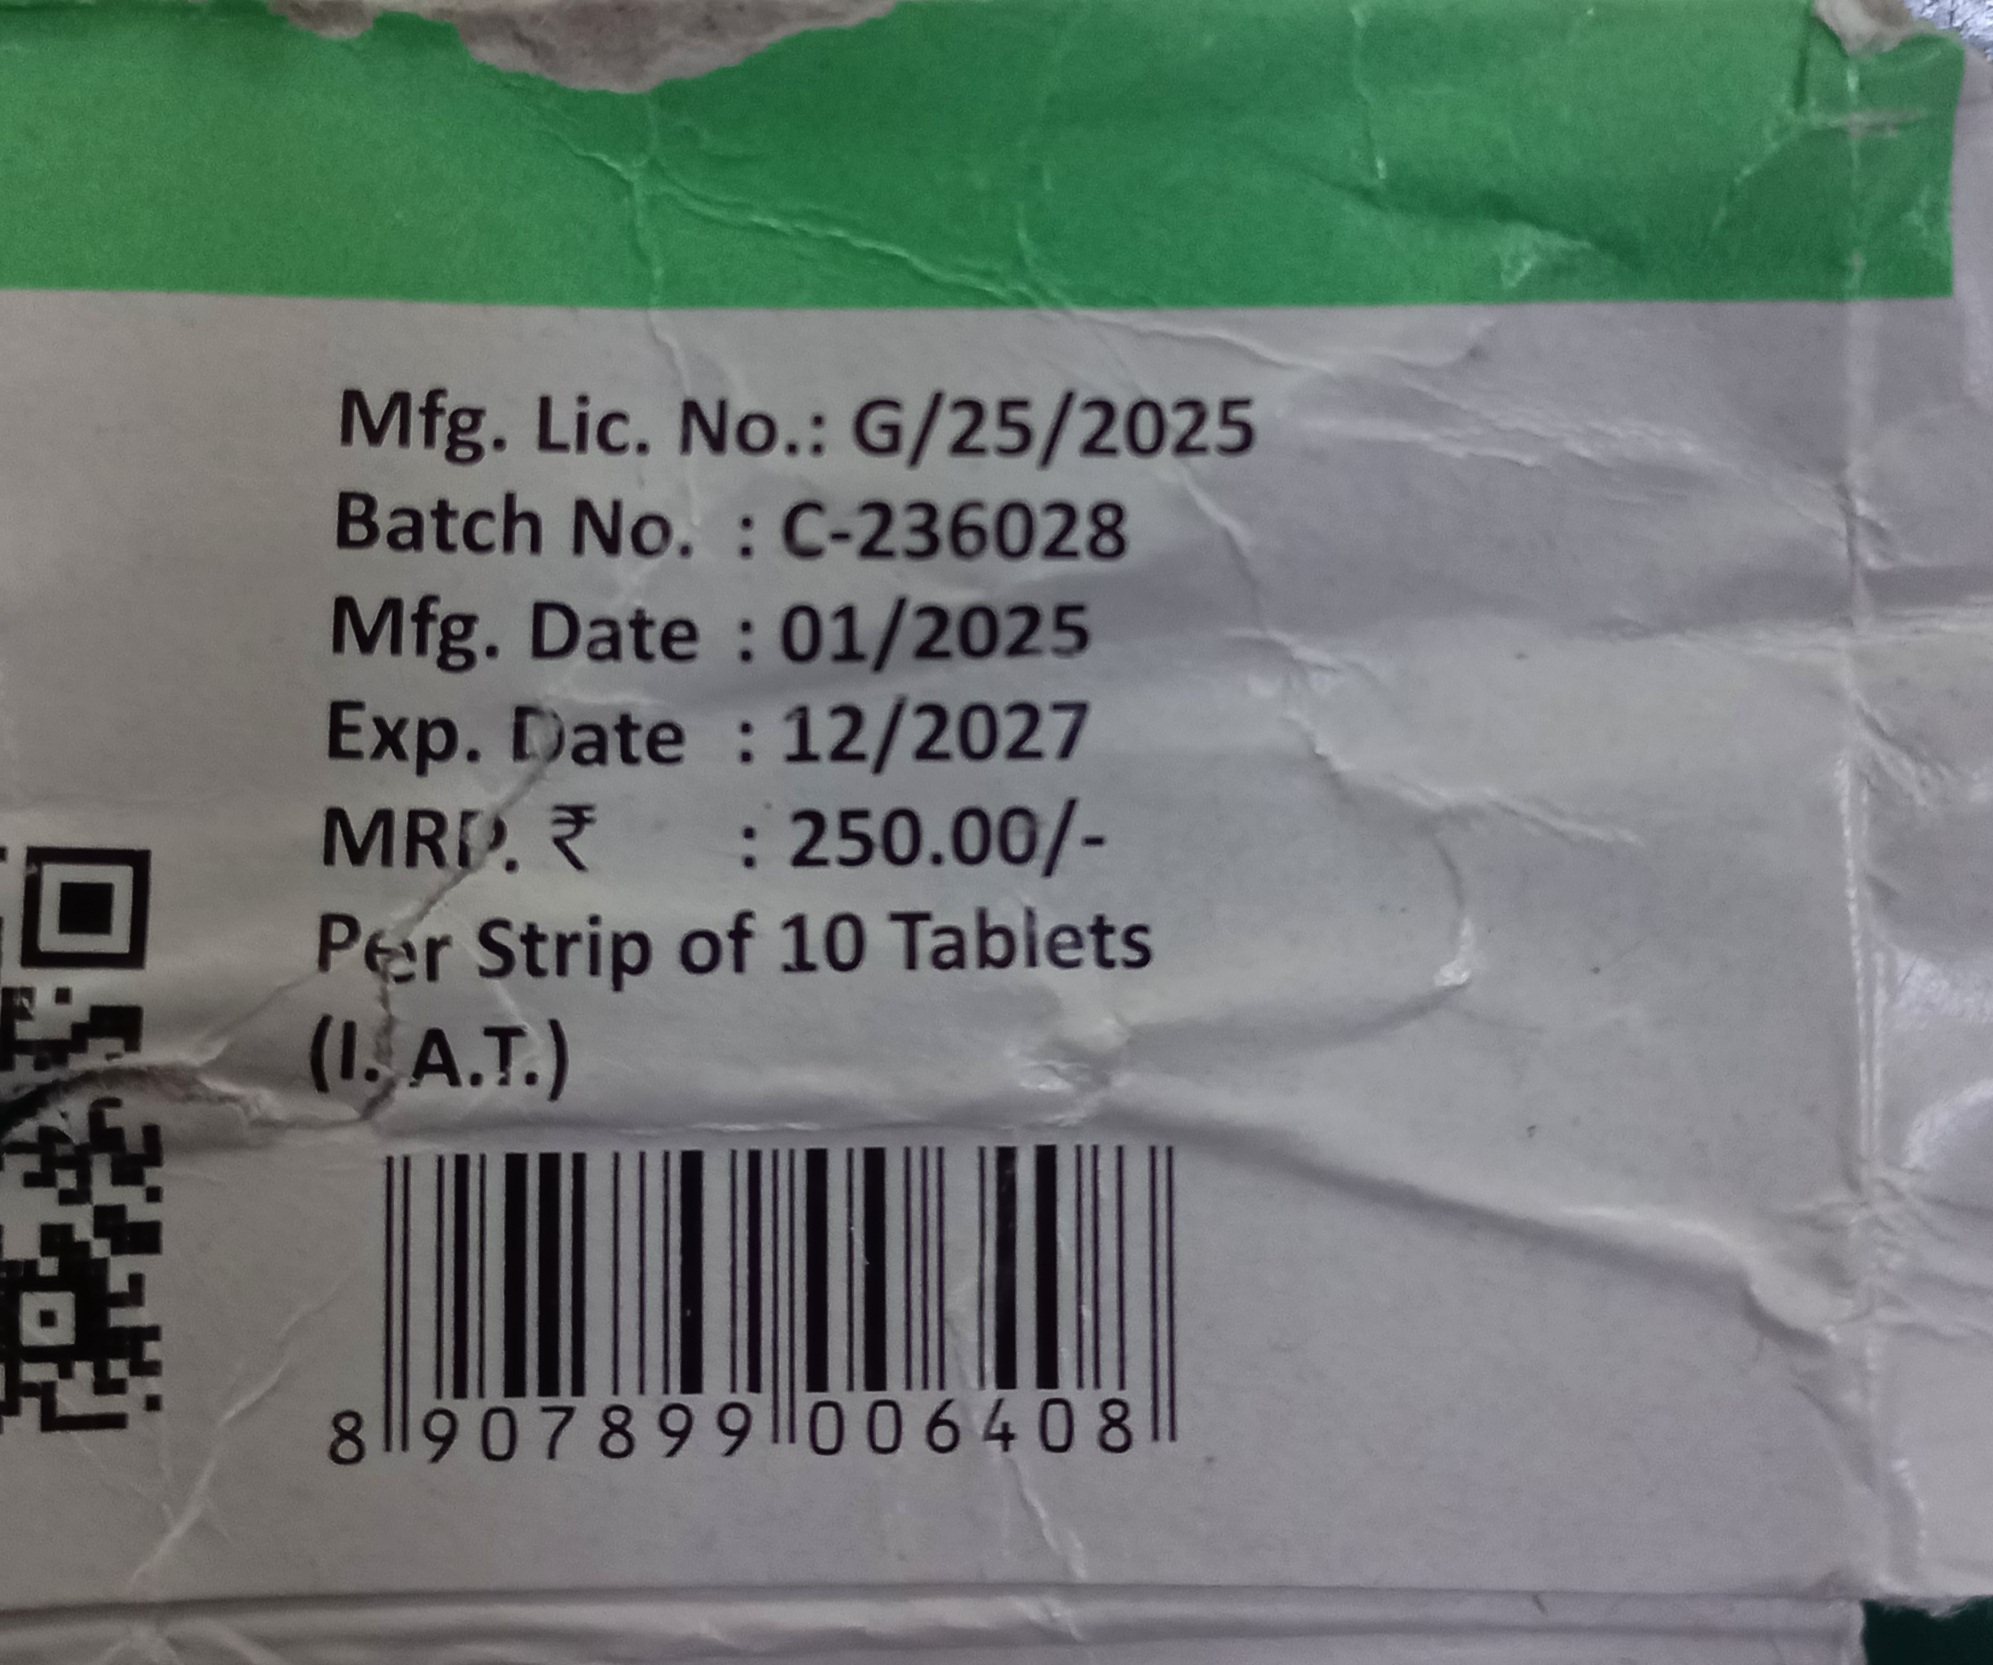 Mfg. Lic. No.: G/25/2025
Batch No. : C-236028
Mfg. Date : 01/2025
Exp. Date : 12/2027
MRP. ₹ : 250.00/-
Per Strip of 10 Tablets
(I. A.T.)
8 907899 006408